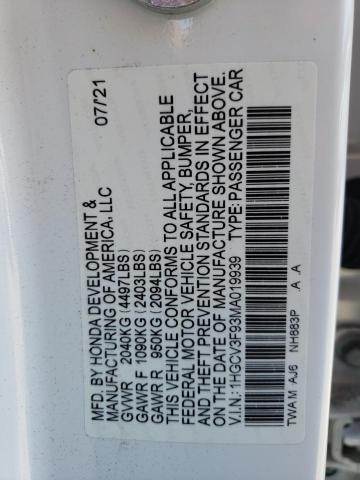 MFD. BY HONDA DEVELOPMENT & 07/21
MANUFACTURING OF AMERICA, LLC
GVWR 2040KG (4497LBS)
GAWR F 1090KG (2403LBS)
GAWR R 950KG (2094LBS)
THIS VEHICLE CONFORMS TO ALL APPLICABLE
FEDERAL MOTOR VEHICLE SAFETY, BUMPER,
AND THEFT PREVENTION STANDARDS IN EFFECT
ON THE DATE OF MANUFACTURE SHOWN ABOVE.
V.I.N.: 1HGCV3F93MA019939 TYPE: PASSENGER CAR
TWA M AJ6 NH883P .A .A